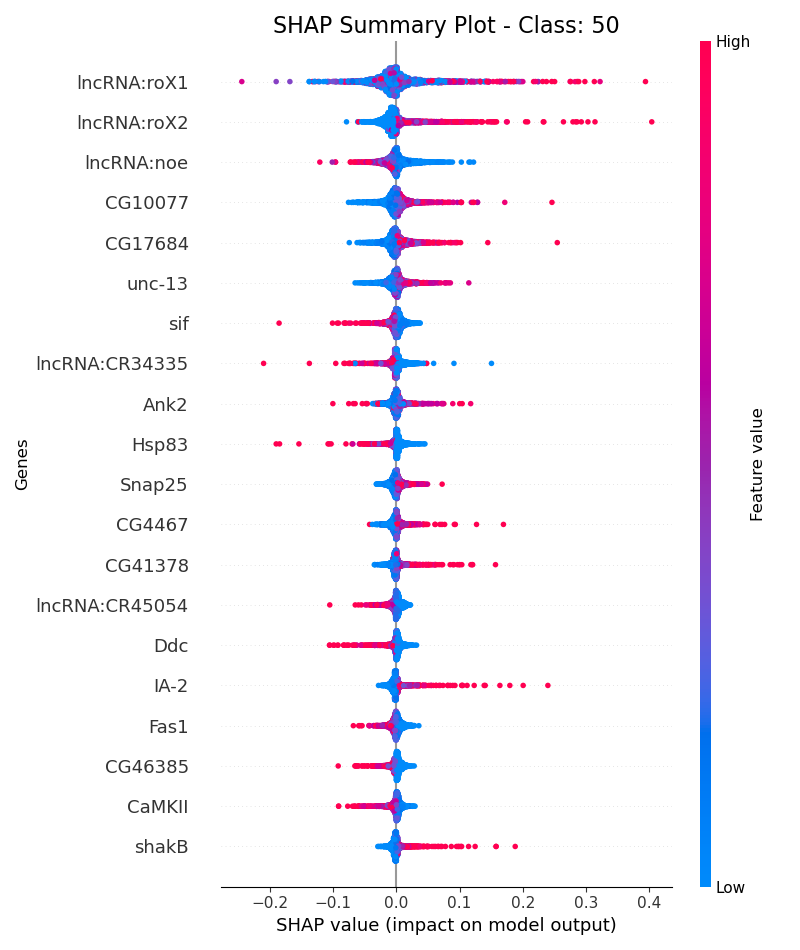 SHAP Summary Plot - Class: 50
High
lncRNA:roX1
lncRNA:roX2
lncRNA:noe
CG10077
CG17684
unc-13
sif
lncRNA:CR34335
Ank2
Hsp83
Snap25
CG4467
CG41378
lncRNA:CR45054
Ddc
IA-2
Fas1
CG46385
CaMKII
shakB
Genes
Feature value
Low
−0.2 −0.1 0.0 0.1 0.2 0.3 0.4
SHAP value (impact on model output)